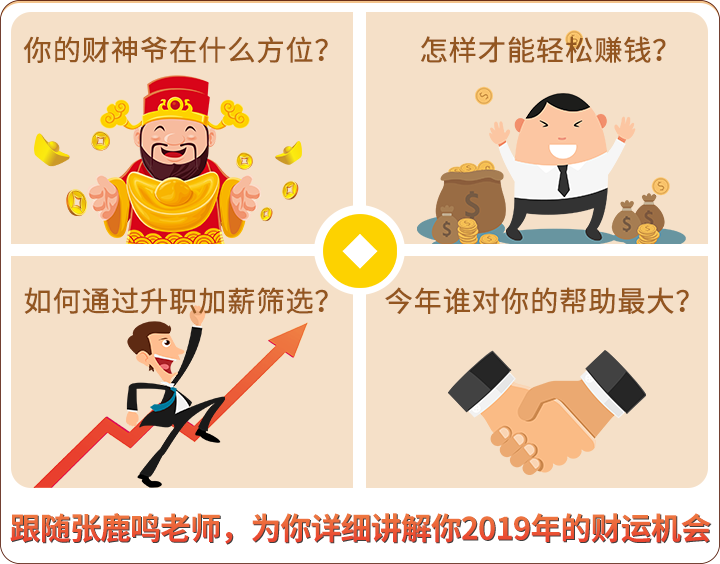 你的财神爷在什么方位？
怎样才能轻松赚钱？
如何通过升职加薪筛选？
今年谁对你的帮助最大？
跟随张鹿鸣老师，为你详细讲解你2019年的财运机会